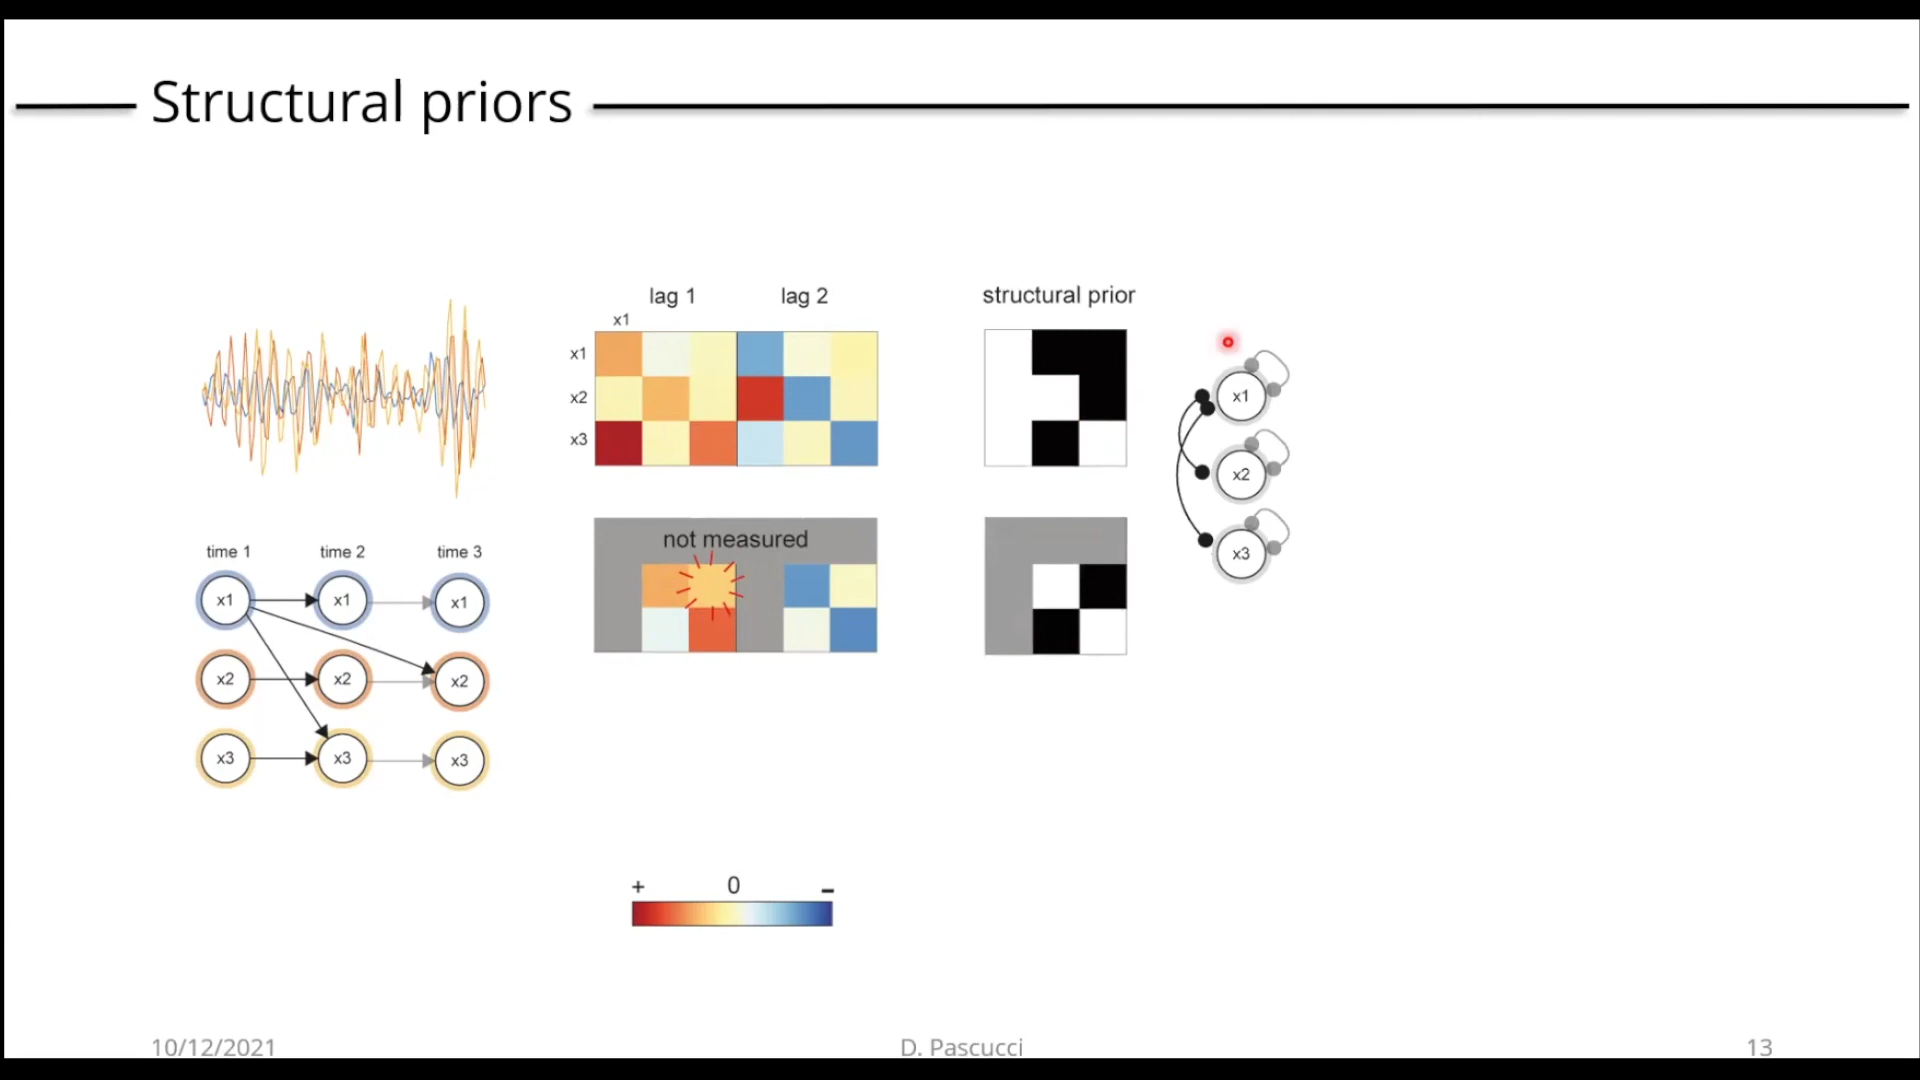 Structural priors
lag 1
lag 2
structural prior
x1
x1
x2
x3
x1
x2
x3
not measured
time 1
time 2
time 3
x1
x1
x1
x2
x2
x2
x3
x3
x3
+
0
-
10/12/2021
D. Pascucci
13